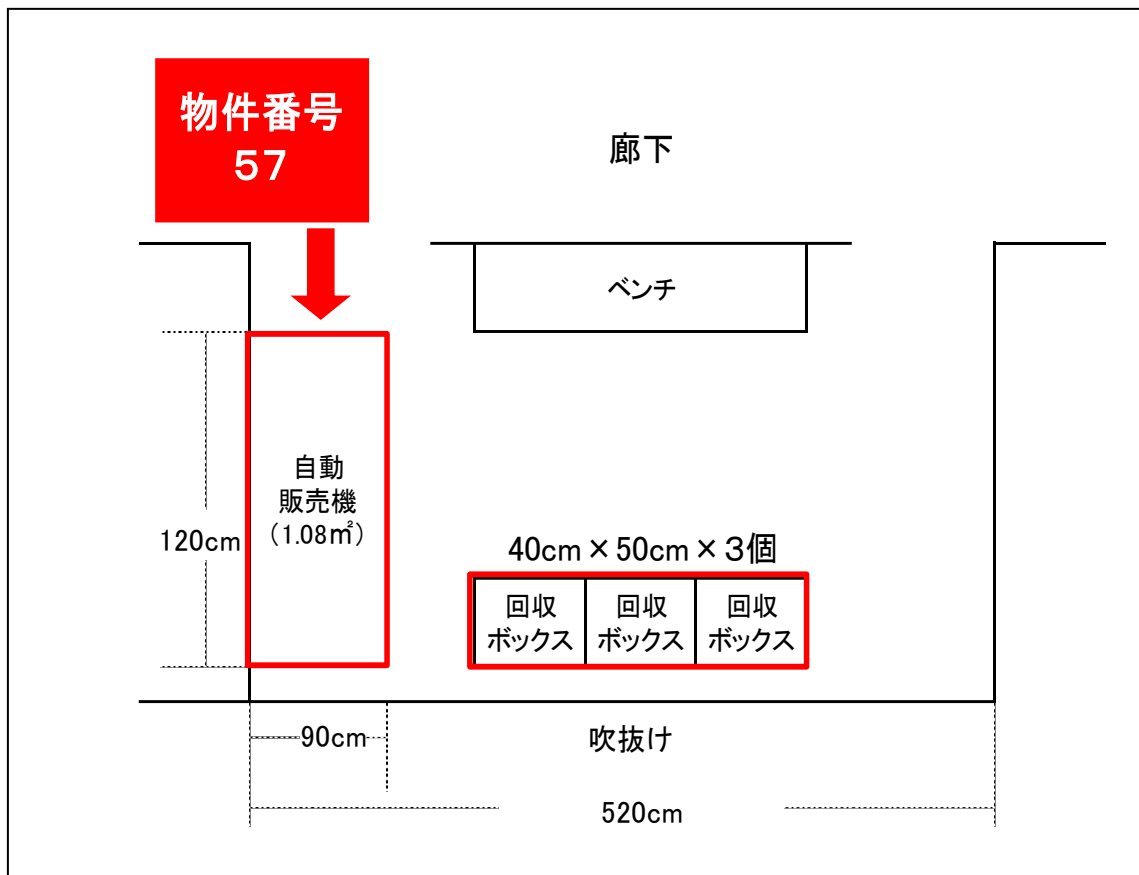 物件番号
５７
廊下
ベンチ
自動
販売機
（1.08㎡）
120cm
40cm×50cm×３個
回収
ボックス
回収
ボックス
回収
ボックス
90cm
吹抜け
520cm